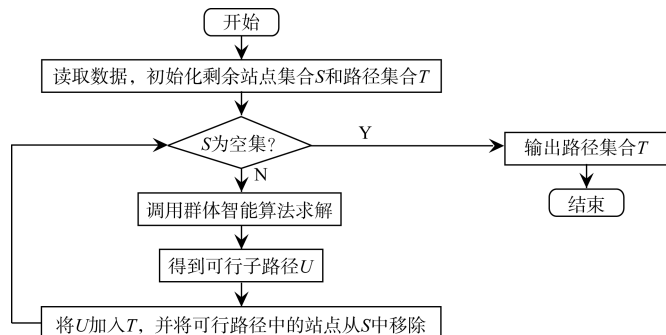 开始
读取数据，初始化剩余站点集合S和路径集合T
S为空集？
Y
输出路径集合T
N
结束
调用群体智能算法求解
得到可行子路径U
将U加入T，并将可行路径中的站点从S中移除